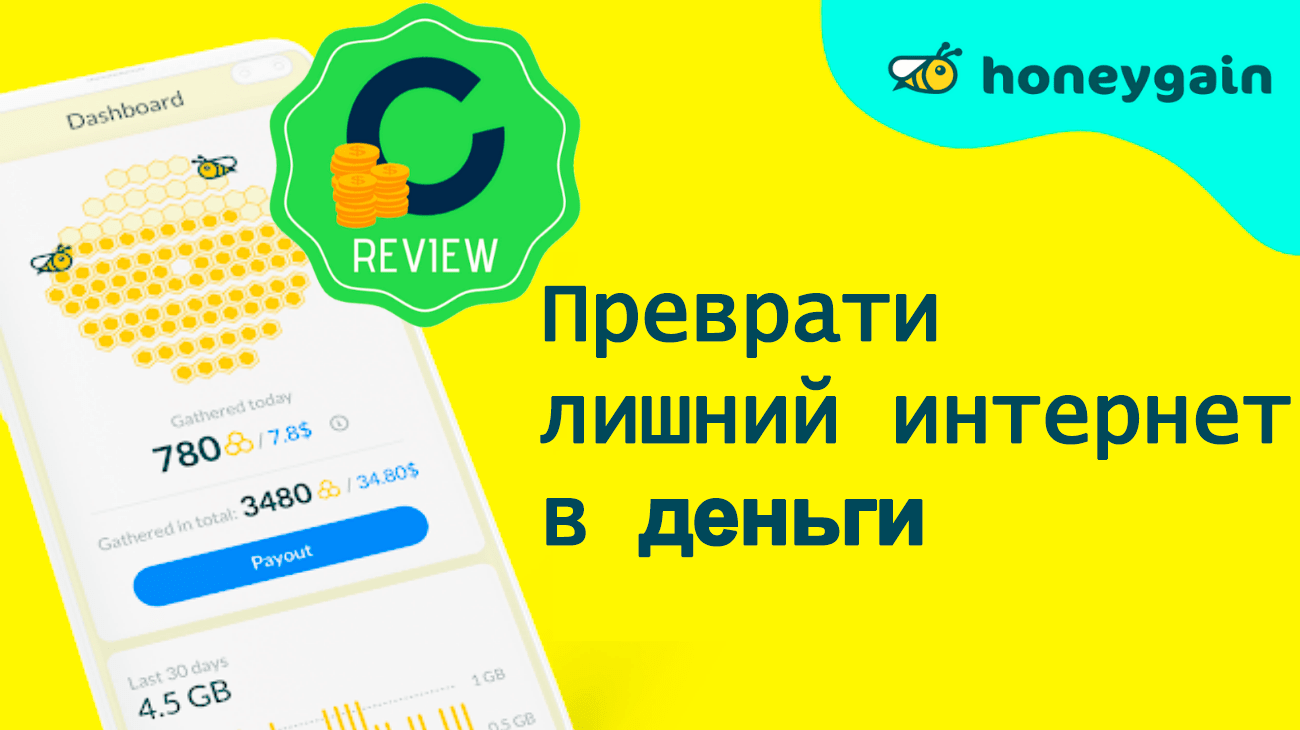 honeygain
Dashboard
REVIEW
Преврати
лишний интернет
в деньги
Gathered today
780 / 7.8$
Gathered in total: 3480 / 34.80$
Payout
Last 30 days
4.5 GB
1 GB
0.5 GB